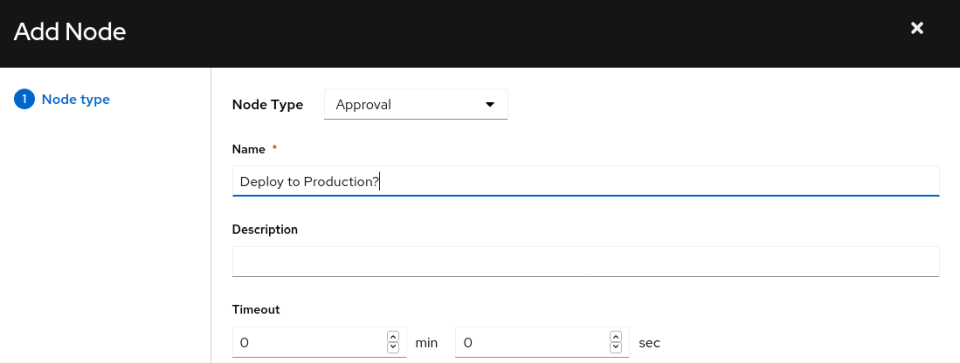 Add Node
1 Node type
Node Type Approval
Name *
Deploy to Production?
Description
Timeout
0 min 0 sec